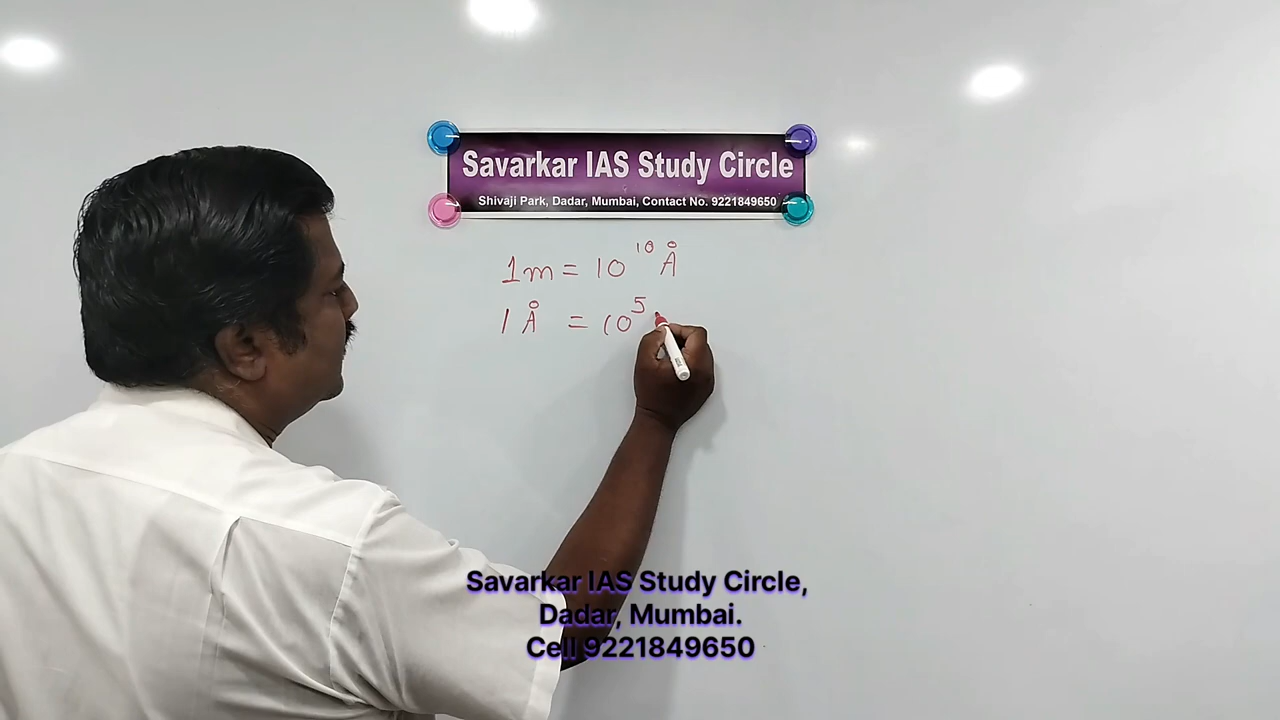 Savarkar IAS Study Circle
Shivaji Park, Dadar, Mumbai, Contact No. 9221849650
1m = 10¹⁰ Å
1 Å = 10⁵
Savarkar IAS Study Circle,
Dadar, Mumbai.
Cell 9221849650